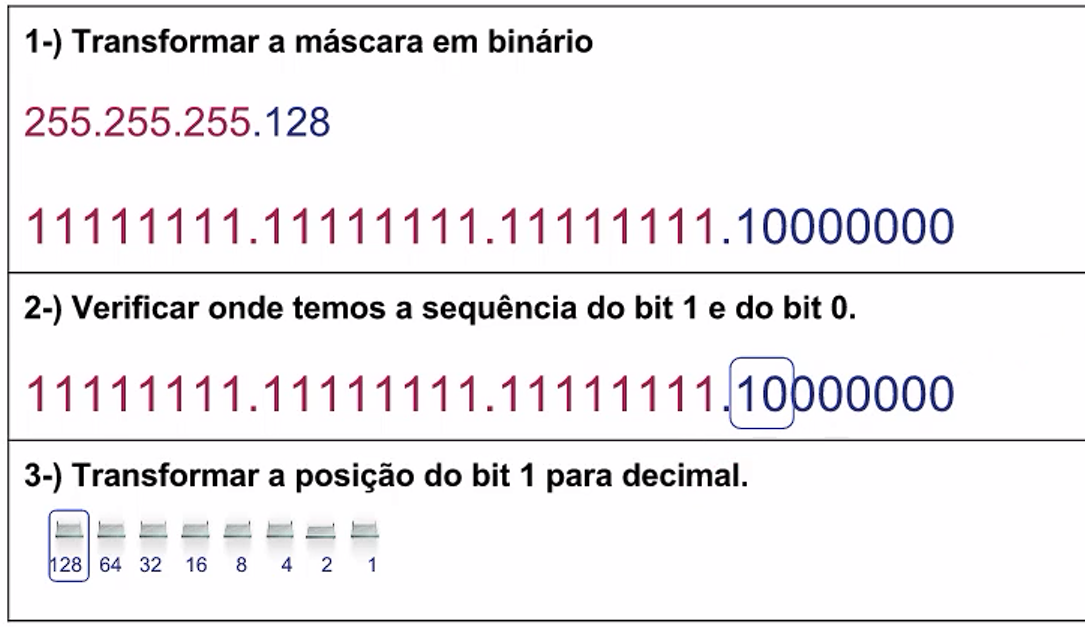 1-) Transformar a máscara em binário
255.255.255.128
11111111.11111111.11111111.10000000
2-) Verificar onde temos a sequência do bit 1 e do bit 0.
11111111.11111111.11111111.10000000
3-) Transformar a posição do bit 1 para decimal.
128 64 32 16 8 4 2 1